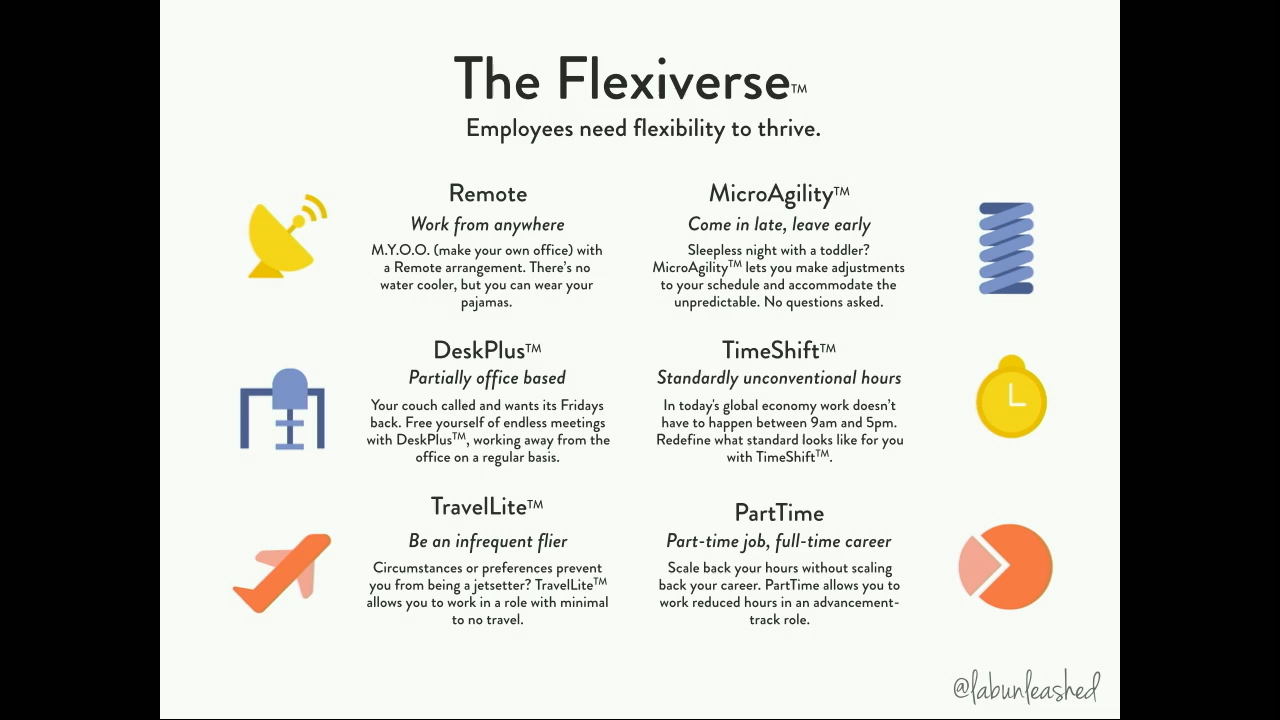 The Flexiverse™
Employees need flexibility to thrive.
Remote
Work from anywhere
M.Y.O.O. (make your own office) with
a Remote arrangement. There's no
water cooler, but you can wear your
pajamas.
MicroAgility™
Come in late, leave early
Sleepless night with a toddler?
MicroAgility™ lets you make adjustments
to your schedule and accommodate the
unpredictable. No questions asked.
DeskPlus™
Partially office based
Your couch called and wants its Fridays
back. Free yourself of endless meetings
with DeskPlus™, working away from the
office on a regular basis.
TimeShift™
Standardly unconventional hours
In today's global economy work doesn't
have to happen between 9am and 5pm.
Redefine what standard looks like for you
with TimeShift™.
TravelLite™
Be an infrequent flier
Circumstances or preferences prevent
you from being a jetsetter? TravelLite™
allows you to work in a role with minimal
to no travel.
PartTime
Part-time job, full-time career
Scale back your hours without scaling
back your career. PartTime allows you to
work reduced hours in an advancement-
track role.
@labunleashed